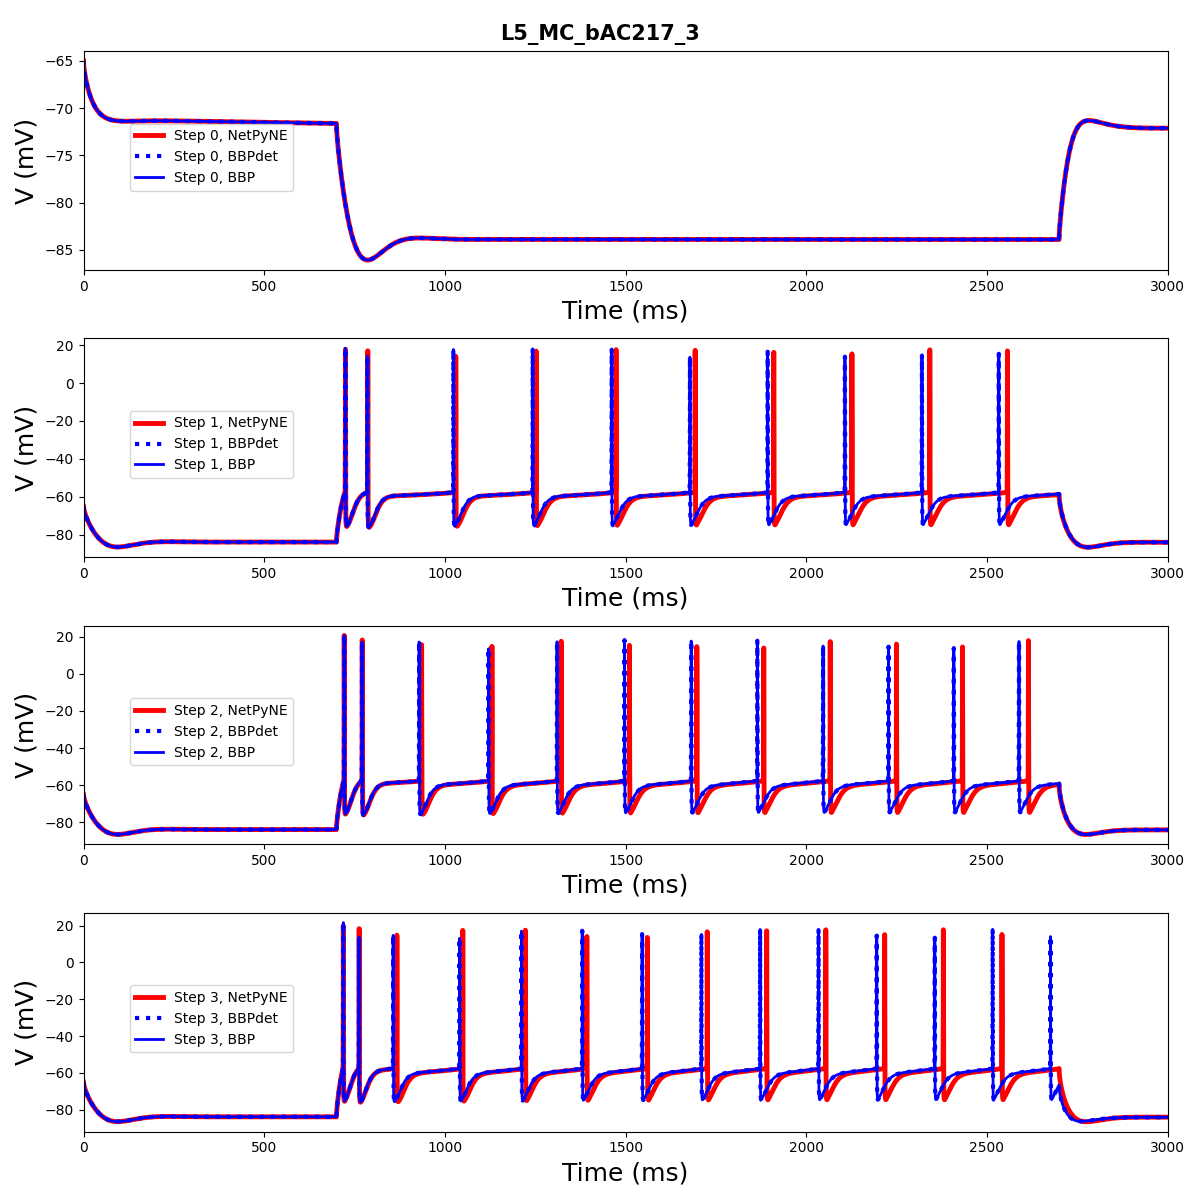 L5_MC_bAC217_3
V (mV)
−65
−70
−75
−80
−85
Step 0, NetPyNE
Step 0, BBPdet
Step 0, BBP
0 500 1000 1500 2000 2500 3000
Time (ms)
V (mV)
20
0
−20
−40
−60
−80
Step 1, NetPyNE
Step 1, BBPdet
Step 1, BBP
0 500 1000 1500 2000 2500 3000
Time (ms)
V (mV)
20
0
−20
−40
−60
−80
Step 2, NetPyNE
Step 2, BBPdet
Step 2, BBP
0 500 1000 1500 2000 2500 3000
Time (ms)
V (mV)
20
0
−20
−40
−60
−80
Step 3, NetPyNE
Step 3, BBPdet
Step 3, BBP
0 500 1000 1500 2000 2500 3000
Time (ms)